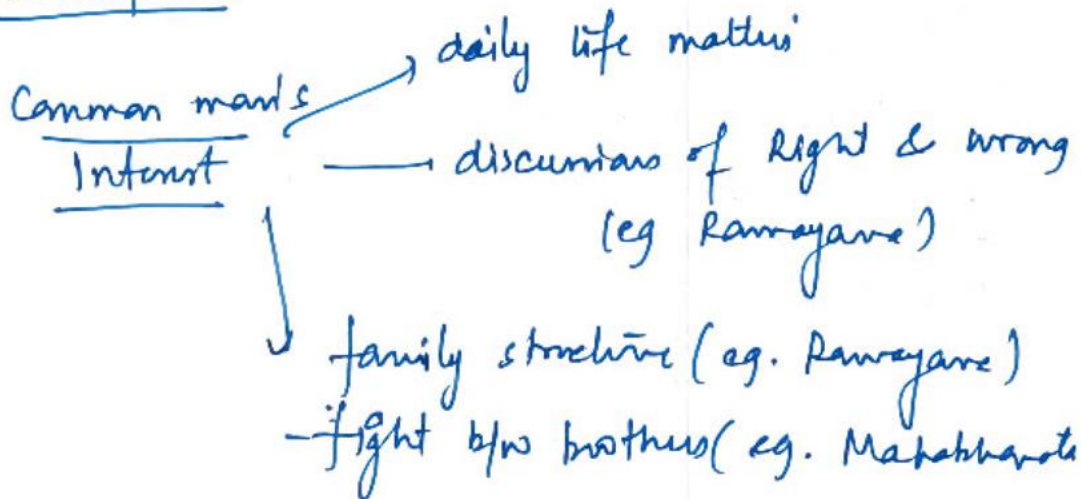 daily life matters
Common man's
Interest
discussions of Right & wrong
(eg Ramayana)
family structure (eg. Ramayana)
- fight b/w brothers (eg. Mahabharata